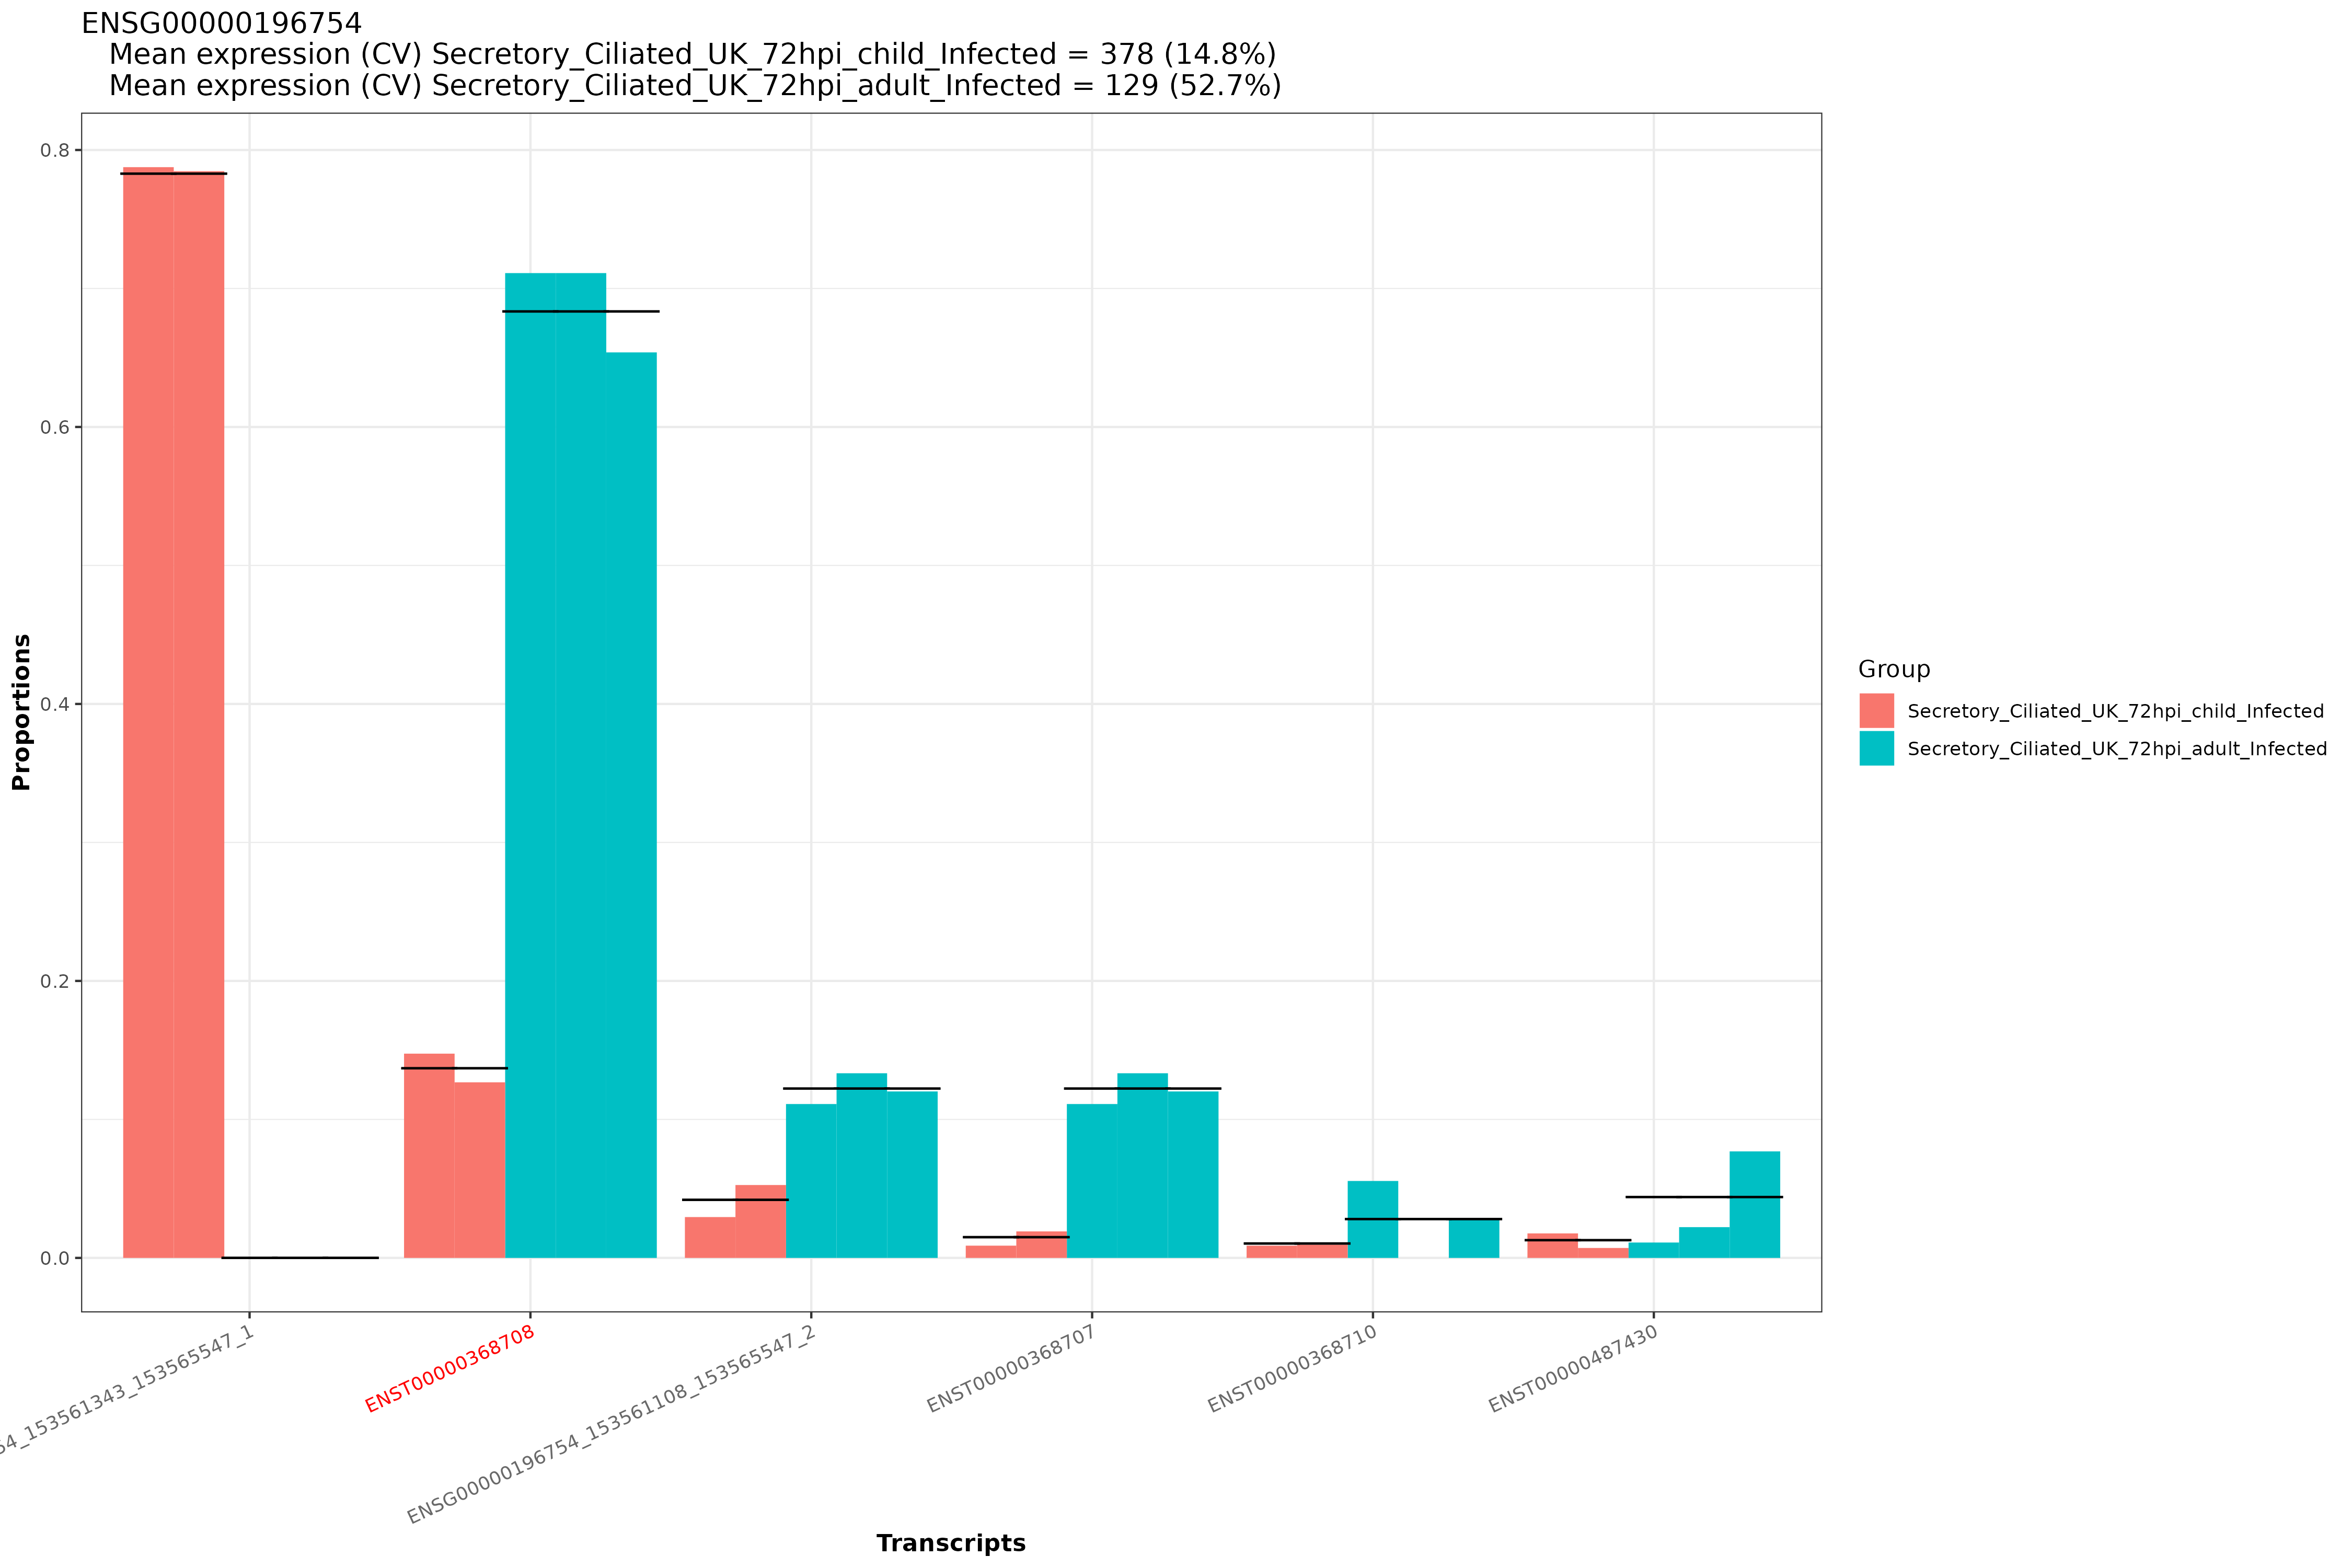 ENSG00000196754
Mean expression (CV) Secretory_Ciliated_UK_72hpi_child_Infected = 378 (14.8%)
Mean expression (CV) Secretory_Ciliated_UK_72hpi_adult_Infected = 129 (52.7%)
0.8
0.6
0.4
0.2
0.0
Proportions
54_153561343_153565547_1
ENST00000368708
ENSG00000196754_153561108_153565547_2
ENST00000368707
ENST00000368710
ENST00000487430
Transcripts
Group
Secretory_Ciliated_UK_72hpi_child_Infected
Secretory_Ciliated_UK_72hpi_adult_Infected